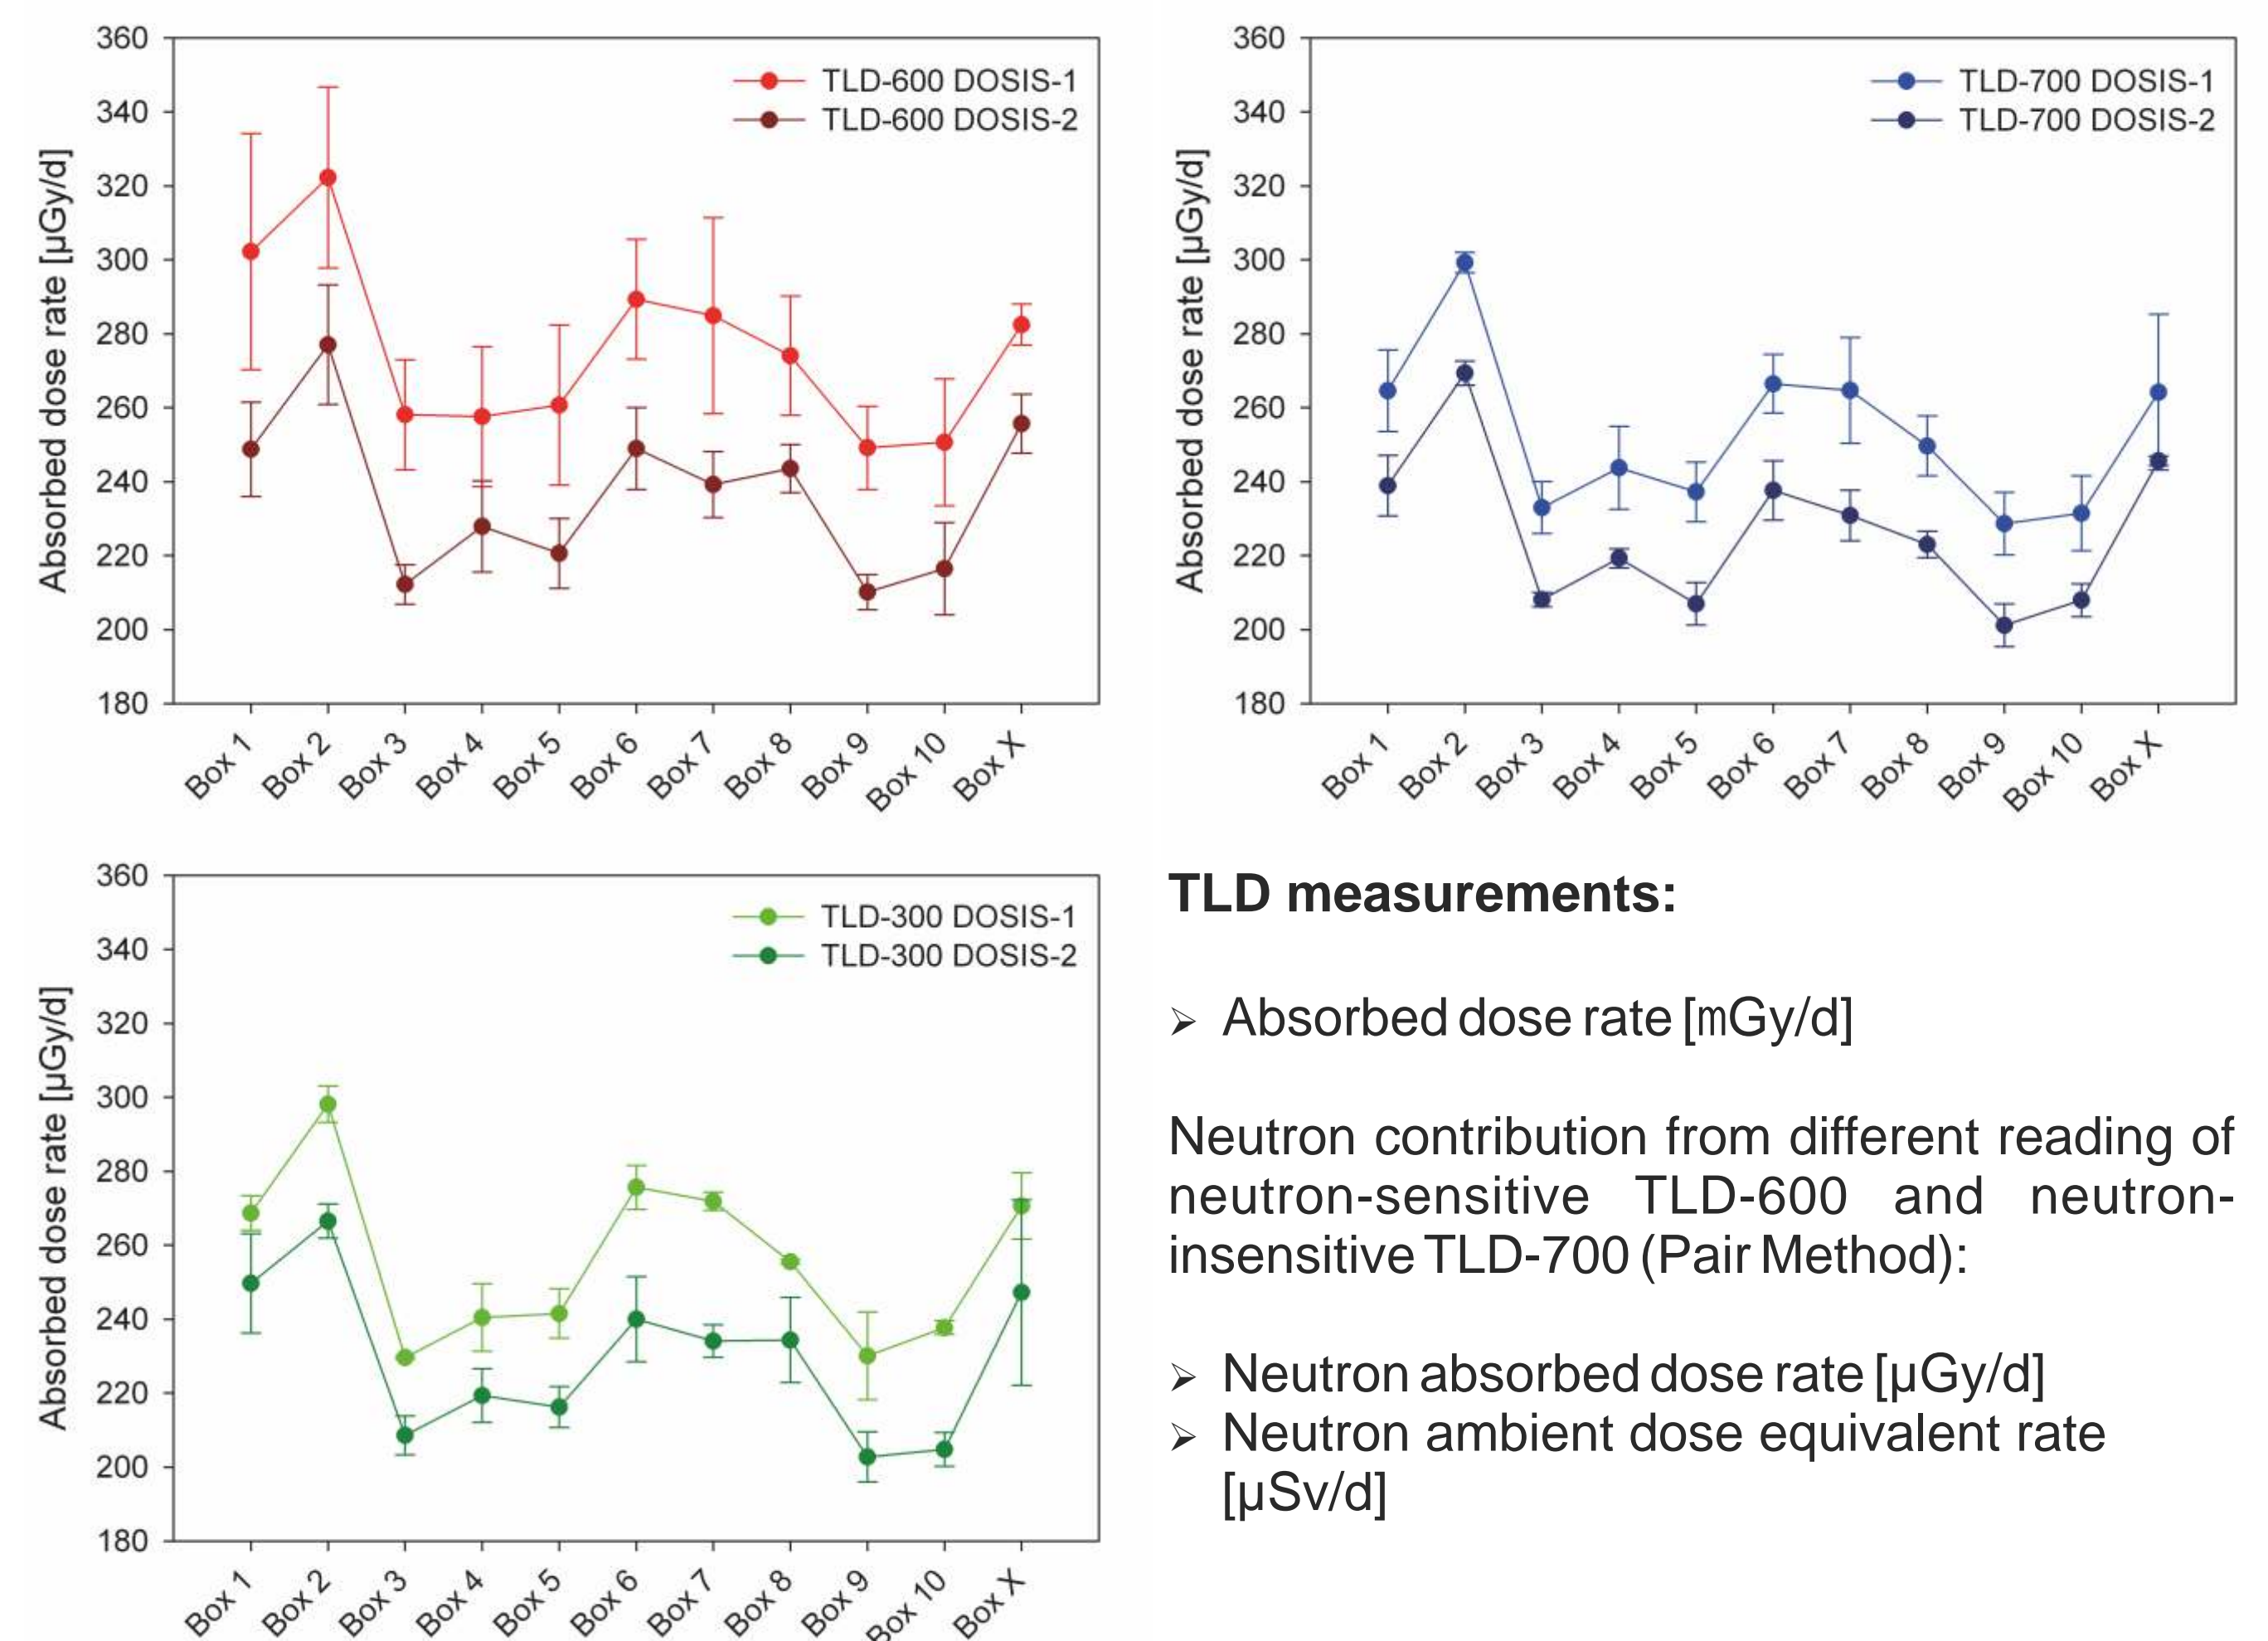 360
340
320
300
280
260
240
220
200
180
Absorbed dose rate [µGy/d]
TLD-600 DOSIS-1
TLD-600 DOSIS-2
Box 1
Box 2
Box 3
Box 4
Box 5
Box 6
Box 7
Box 8
Box 9
Box 10
Box X
360
340
320
300
280
260
240
220
200
180
Absorbed dose rate [µGy/d]
TLD-700 DOSIS-1
TLD-700 DOSIS-2
Box 1
Box 2
Box 3
Box 4
Box 5
Box 6
Box 7
Box 8
Box 9
Box 10
Box X
360
340
320
300
280
260
240
220
200
180
Absorbed dose rate [µGy/d]
TLD-300 DOSIS-1
TLD-300 DOSIS-2
Box 1
Box 2
Box 3
Box 4
Box 5
Box 6
Box 7
Box 8
Box 9
Box 10
Box X
TLD measurements:
➢ Absorbed dose rate [mGy/d]
Neutron contribution from different reading of
neutron-sensitive TLD-600 and neutron-
insensitive TLD-700 (Pair Method):
➢ Neutron absorbed dose rate [µGy/d]
➢ Neutron ambient dose equivalent rate
[µSv/d]